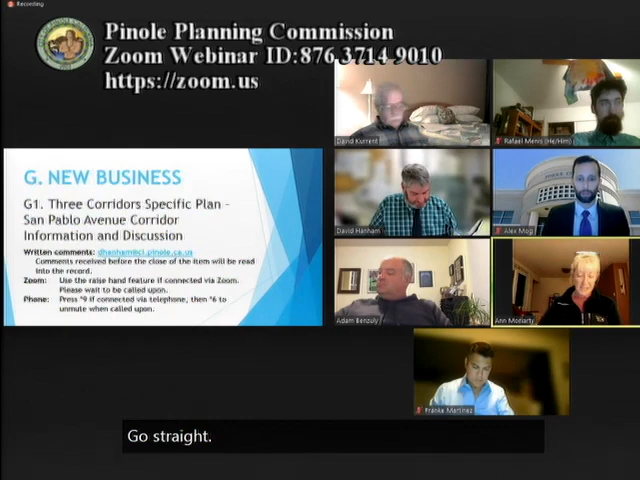 Recording
Pinole Planning Commission
Zoom Webinar ID:876 3714 9010
https://zoom.us
G. NEW BUSINESS
G1. Three Corridors Specific Plan –
San Pablo Avenue Corridor
Information and Discussion
Written comments: dhanham@ci.pinole.ca.us
Comments received before the close of the item will be read
into the record.
Zoom: Use the raise hand feature if connected via Zoom.
Please wait to be called upon.
Phone: Press *9 if connected via telephone, then *6 to
unmute when called upon.
David Kurrent
Rafael Menis (He/Him)
David Hanham
Alex Mog
Adam Benzuly
Ann Moriarty
Franke Martinez
Go straight.